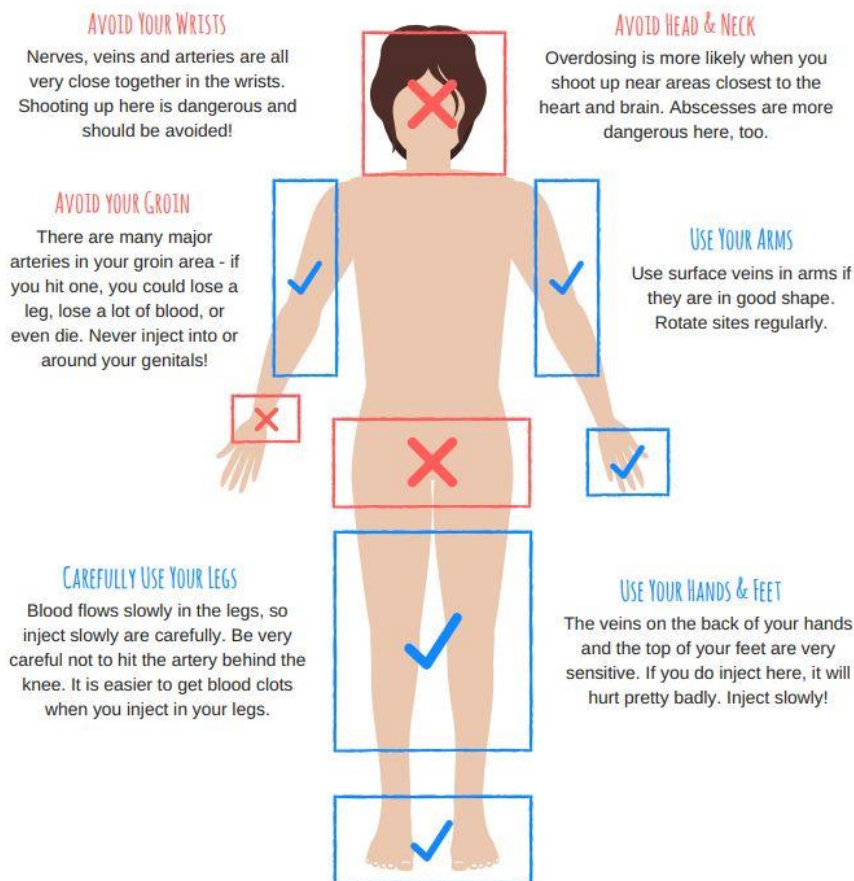 AVOID YOUR WRISTS
Nerves, veins and arteries are all
very close together in the wrists.
Shooting up here is dangerous and
should be avoided!
AVOID HEAD & NECK
Overdosing is more likely when you
shoot up near areas closest to the
heart and brain. Abscesses are more
dangerous here, too.
AVOID YOUR GROIN
There are many major
arteries in your groin area - if
you hit one, you could lose a
leg, lose a lot of blood, or
even die. Never inject into or
around your genitals!
USE YOUR ARMS
Use surface veins in arms if
they are in good shape.
Rotate sites regularly.
CAREFULLY USE YOUR LEGS
Blood flows slowly in the legs, so
inject slowly are carefully. Be very
careful not to hit the artery behind the
knee. It is easier to get blood clots
when you inject in your legs.
USE YOUR HANDS & FEET
The veins on the back of your hands
and the top of your feet are very
sensitive. If you do inject here, it will
hurt pretty badly. Inject slowly!